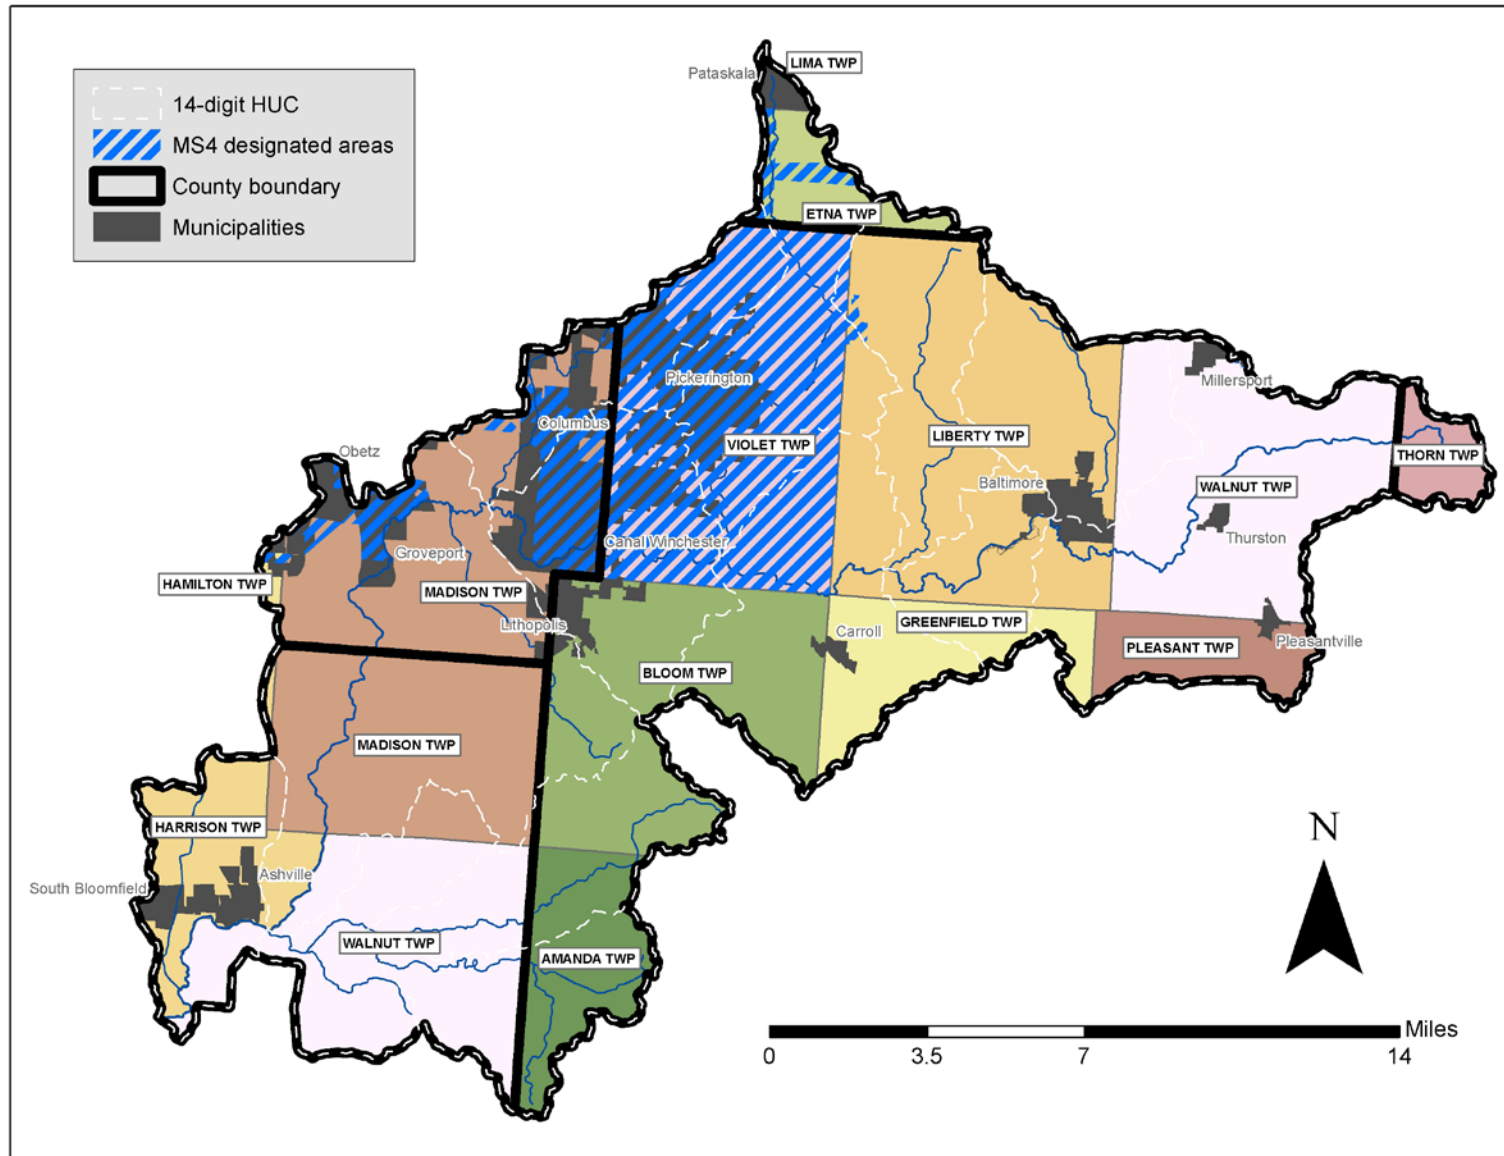 Pataskala
LIMA TWP
14-digit HUC
MS4 designated areas
County boundary
Municipalities
ETNA TWP
Pickerington
Millersport
Columbus
VIOLET TWP
LIBERTY TWP
Obetz
THORN TWP
Baltimore
WALNUT TWP
Thurston
Canal Winchester
Groveport
HAMILTON TWP
MADISON TWP
Lithopolis
Carroll
GREENFIELD TWP
Pleasantville
PLEASANT TWP
BLOOM TWP
MADISON TWP
HARRISON TWP
N
Ashville
South Bloomfield
WALNUT TWP
AMANDA TWP
Miles
0 3.5 7 14